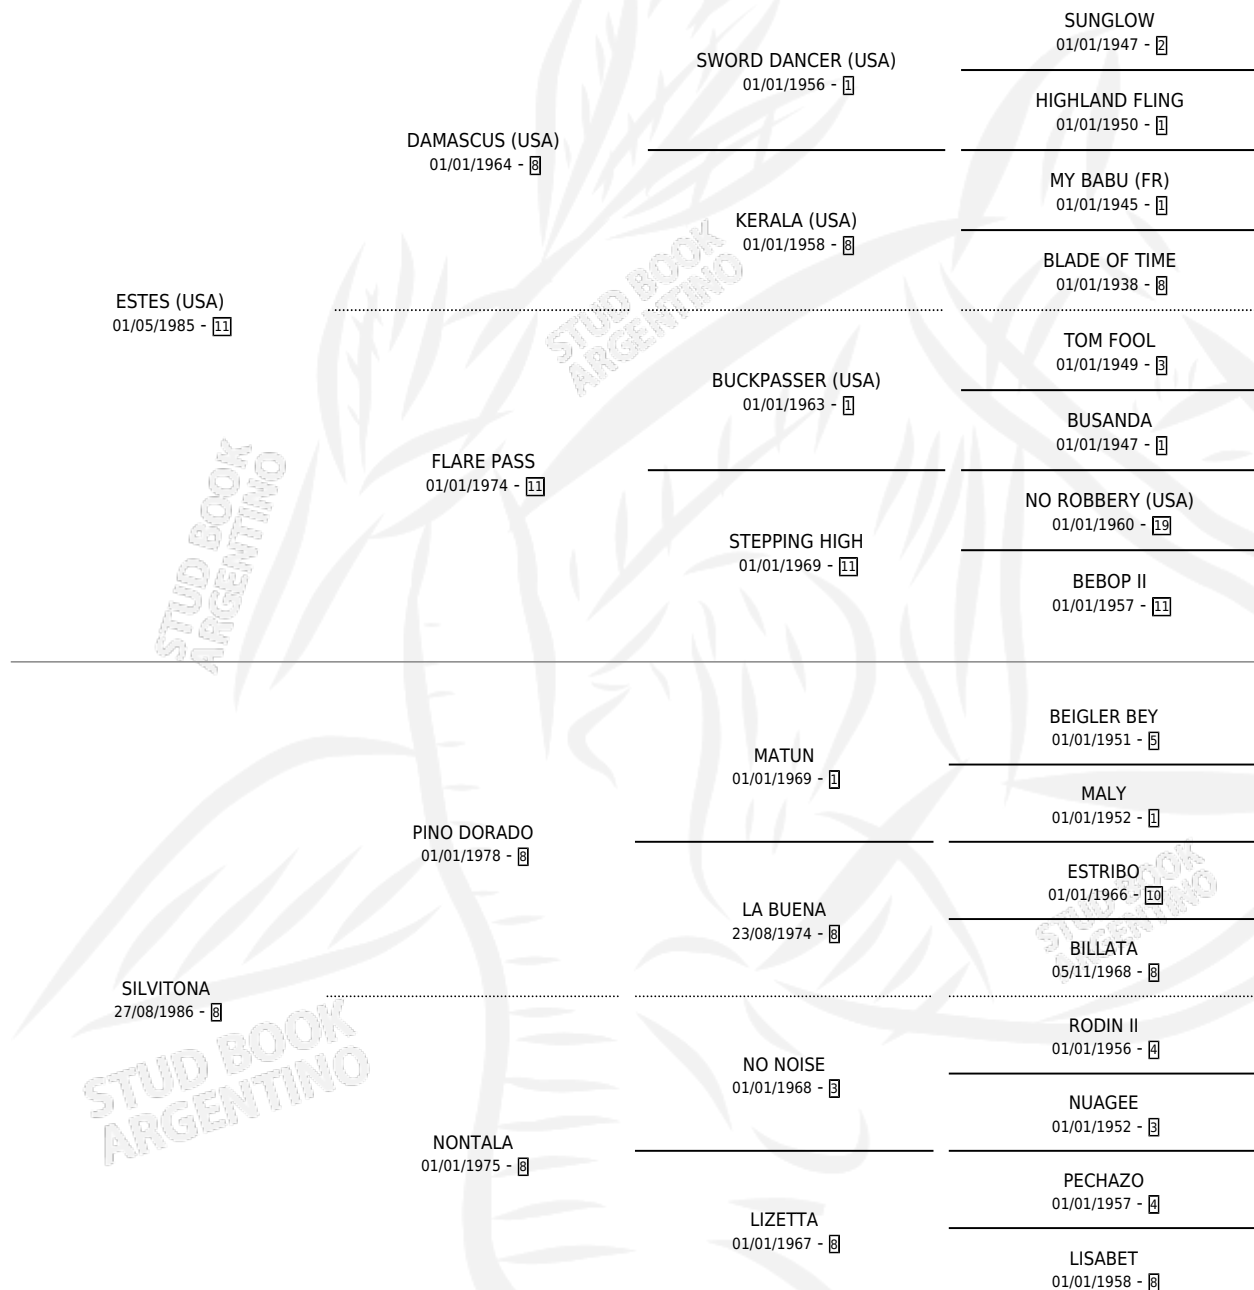 SUNGLOW
01/01/1947 - 2
SWORD DANCER (USA)
01/01/1956 - 1
HIGHLAND FLING
01/01/1950 - 1
DAMASCUS (USA)
01/01/1964 - 8
MY BABU (FR)
01/01/1945 - 1
KERALA (USA)
01/01/1958 - 8
BLADE OF TIME
01/01/1938 - 8
ESTES (USA)
01/05/1985 - 11
STUD BOOK
ARGENTINO
TOM FOOL
01/01/1949 - 3
BUCKPASSER (USA)
01/01/1963 - 1
BUSANDA
01/01/1947 - 1
FLARE PASS
01/01/1974 - 11
NO ROBBERY (USA)
01/01/1960 - 19
STEPPING HIGH
01/01/1969 - 11
BEBOP II
01/01/1957 - 11
STUD BOOK
ARGENTINO
BEIGLER BEY
01/01/1951 - 5
MATUN
01/01/1969 - 1
MALY
01/01/1952 - 1
PINO DORADO
01/01/1978 - 8
ESTRIBO
01/01/1966 - 10
LA BUENA
23/08/1974 - 8
BILLATA
05/11/1968 - 8
STUD BOOK
ARGENTINO
SILVITONA
27/08/1986 - 8
RODIN II
01/01/1956 - 4
NO NOISE
01/01/1968 - 3
NUAGEE
01/01/1952 - 3
STUD BOOK
ARGENTINO
NONTALA
01/01/1975 - 8
PECHAZO
01/01/1957 - 4
LIZETTA
01/01/1967 - 8
LISABET
01/01/1958 - 8